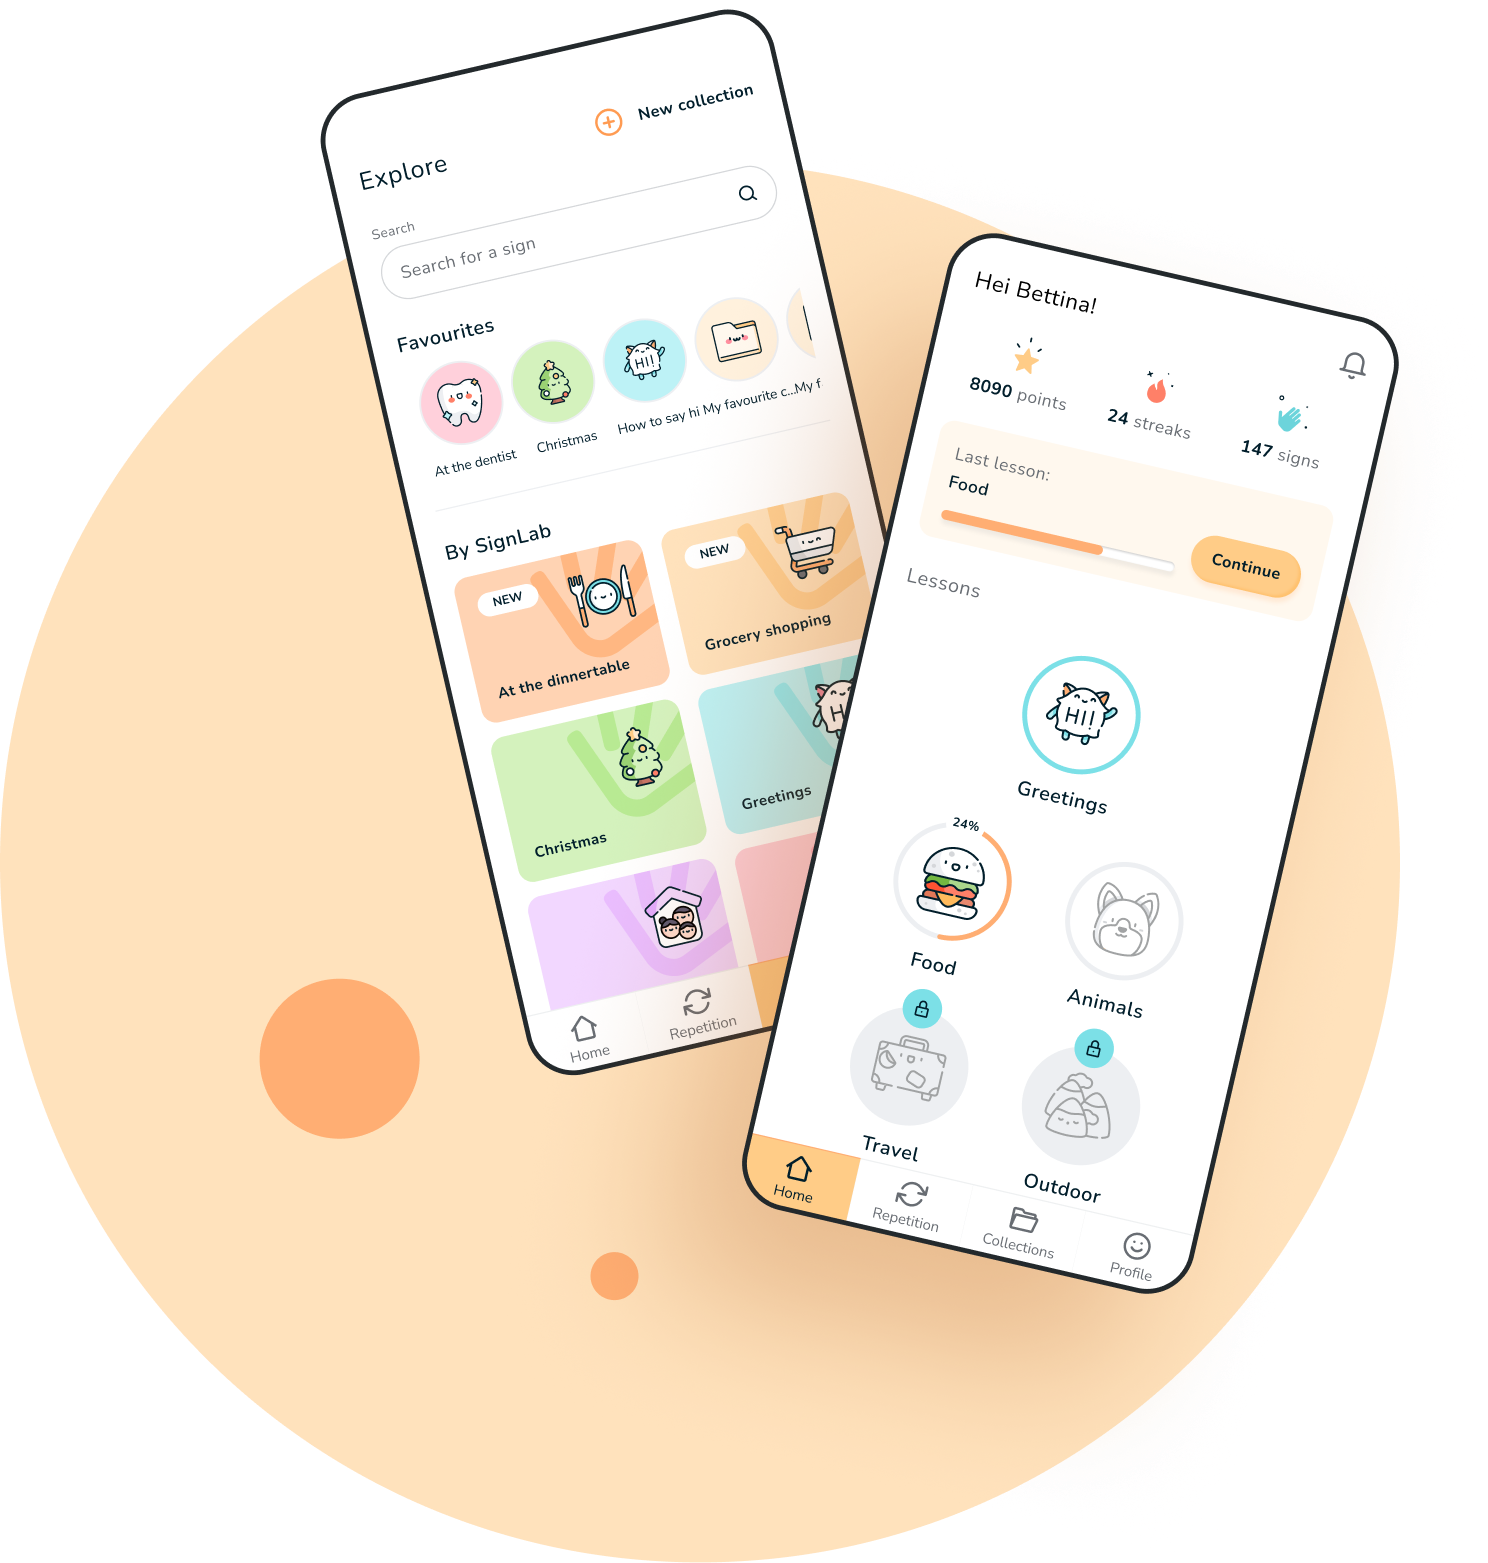 New collection
Explore
Search
Search for a sign
Favourites
At the dentist
Christmas
How to say hi
My favourite c...
My f
By SignLab
NEW
At the dinnertable
NEW
Grocery shopping
Christmas
Greetings
Home
Repetition
Hei Bettina!
8090 points
24 streaks
147 signs
Last lesson:
Food
Continue
Lessons
HI!
Greetings
24%
Food
Animals
Travel
Outdoor
Home
Repetition
Collections
Profile
HI!
H